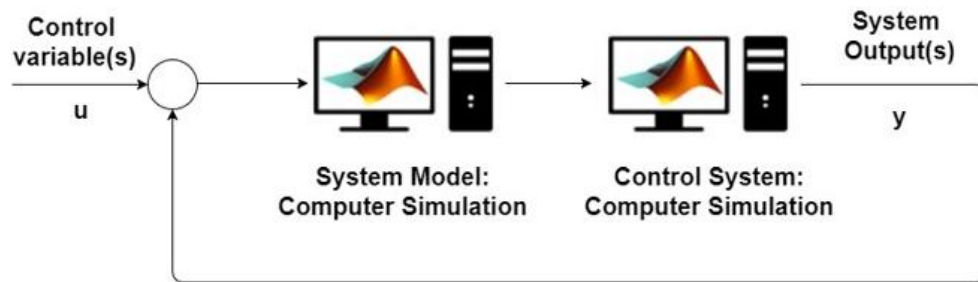 Control
variable(s)
u
System Model:
Computer Simulation
Control System:
Computer Simulation
System
Output(s)
y